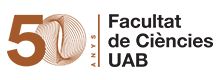 50
ANYS
Facultat
de Ciències
UAB